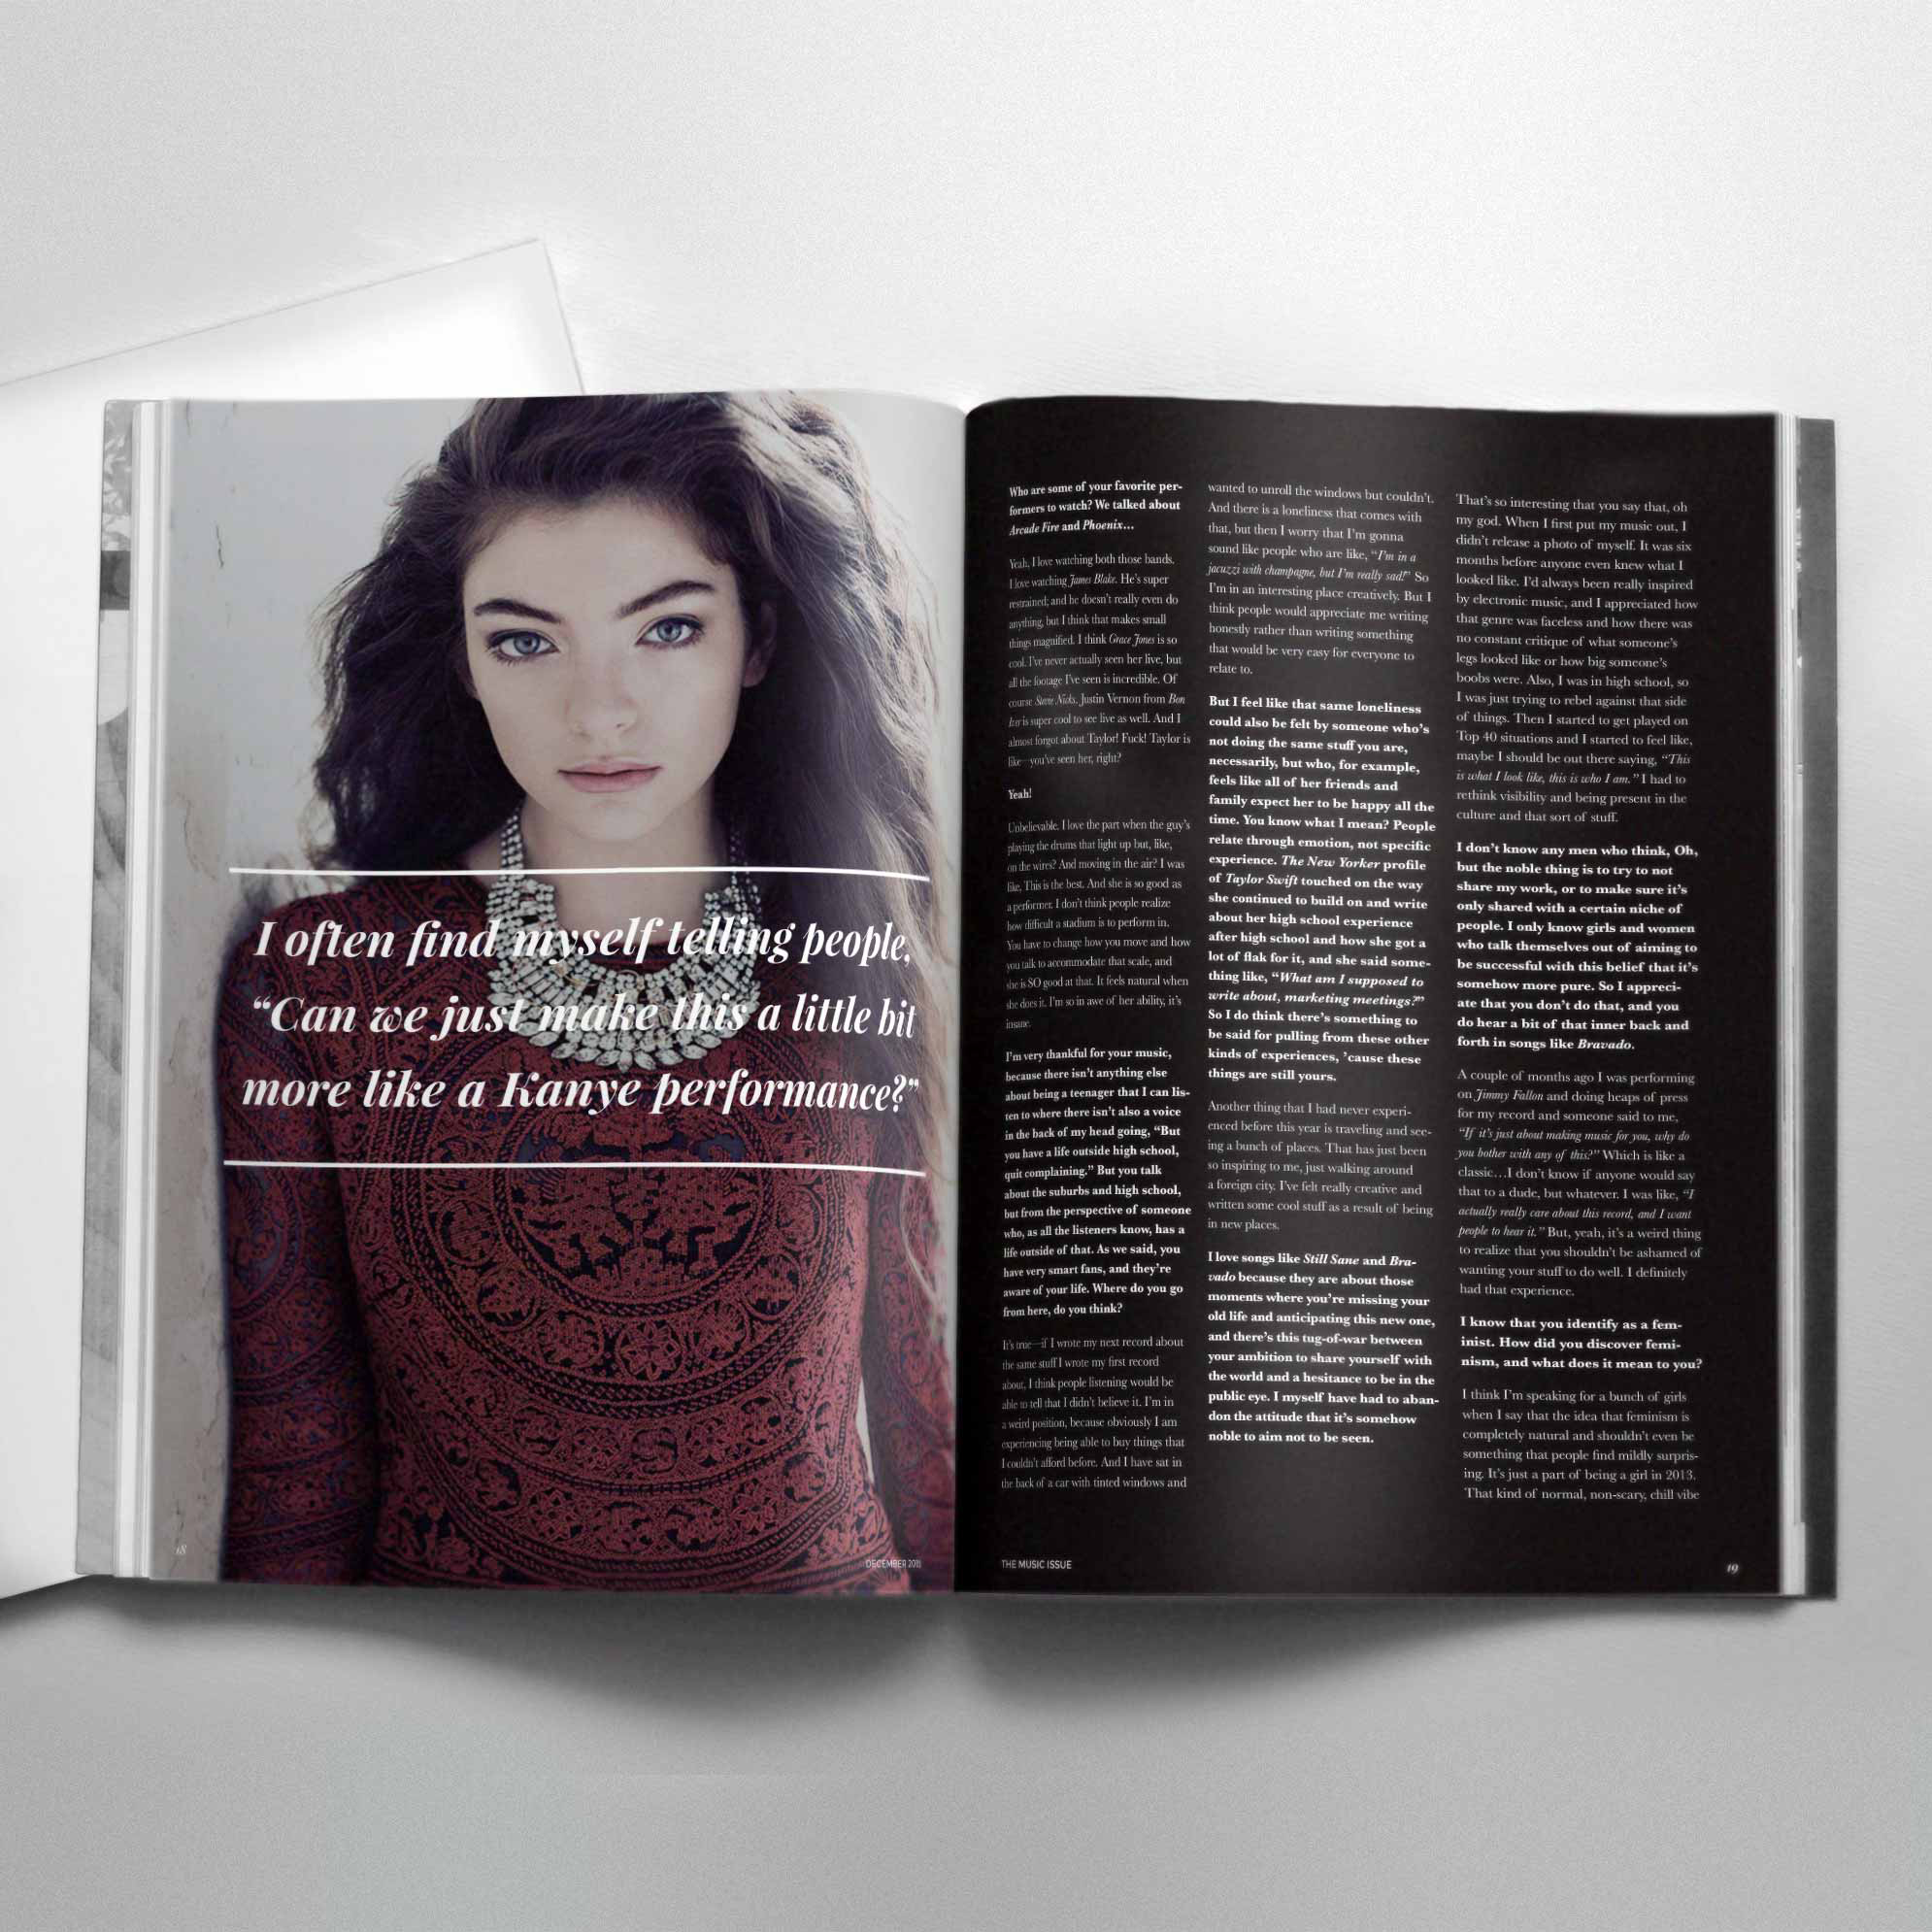 I often find myself telling people,
“Can we just make this a little bit
more like a Kanye performance?”
18
DECEMBER 2015
Who are some of your favorite per-
formers to watch? We talked about
Arcade Fire and Phoenix...
Yeah, I love watching both those bands.
I love watching James Blake. He’s super
restrained; and he doesn’t really even do
anything, but I think that makes small
things magnified. I think Grace Jones is so
cool. I’ve never actually seen her live, but
all the footage I’ve seen is incredible. Of
course Stevie Nicks. Justin Vernon from Bon
Iver is super cool to see live as well. And I
almost forgot about Taylor! Fuck! Taylor is
like—you’ve seen her, right?
Yeah!
Unbelievable. I love the part when the guy’s
playing the drums that light up but, like,
on the wires? And moving in the air? I was
like, This is the best. And she is so good as
a performer. I don’t think people realize
how difficult a stadium is to perform in.
You have to change how you move and how
you talk to accommodate that scale, and
she is SO good at that. It feels natural when
she does it. I’m so in awe of her ability, it’s
insane.
I’m very thankful for your music,
because there isn’t anything else
about being a teenager that I can lis-
ten to where there isn’t also a voice
in the back of my head going, “But
you have a life outside high school,
quit complaining.” But you talk
about the suburbs and high school,
but from the perspective of someone
who, as all the listeners know, has a
life outside of that. As we said, you
have very smart fans, and they’re
aware of your life. Where do you go
from here, do you think?
It’s true—if I wrote my next record about
the same stuff I wrote my first record
about, I think people listening would be
able to tell that I didn’t believe it. I’m in
a weird position, because obviously I am
experiencing being able to buy things that
I couldn’t afford before. And I have sat in
the back of a car with tinted windows and
wanted to unroll the windows but couldn’t.
And there is a loneliness that comes with
that, but then I worry that I’m gonna
sound like people who are like, “I’m in a
jacuzzi with champagne, but I’m really sad!” So
I’m in an interesting place creatively. But I
think people would appreciate me writing
honestly rather than writing something
that would be very easy for everyone to
relate to.
But I feel like that same loneliness
could also be felt by someone who’s
not doing the same stuff you are,
necessarily, but who, for example,
feels like all of her friends and
family expect her to be happy all the
time. You know what I mean? People
relate through emotion, not specific
experience. The New Yorker profile
of Taylor Swift touched on the way
she continued to build on and write
about her high school experience
after high school and how she got a
lot of flak for it, and she said some-
thing like, “What am I supposed to
write about, marketing meetings?”
So I do think there’s something to
be said for pulling from these other
kinds of experiences, ’cause these
things are still yours.
Another thing that I had never experi-
enced before this year is traveling and see-
ing a bunch of places. That has just been
so inspiring to me, just walking around
a foreign city. I’ve felt really creative and
written some cool stuff as a result of being
in new places.
I love songs like Still Sane and Bra-
vado because they are about those
moments where you’re missing your
old life and anticipating this new one,
and there’s this tug-of-war between
your ambition to share yourself with
the world and a hesitance to be in the
public eye. I myself have had to aban-
don the attitude that it’s somehow
noble to aim not to be seen.
That’s so interesting that you say that, oh
my god. When I first put my music out, I
didn’t release a photo of myself. It was six
months before anyone even knew what I
looked like. I’d always been really inspired
by electronic music, and I appreciated how
that genre was faceless and how there was
no constant critique of what someone’s
legs looked like or how big someone’s
boobs were. Also, I was in high school, so
I was just trying to rebel against that side
of things. Then I started to get played on
Top 40 situations and I started to feel like,
maybe I should be out there saying, “This
is what I look like, this is who I am.” I had to
rethink visibility and being present in the
culture and that sort of stuff.
I don’t know any men who think, Oh,
but the noble thing is to try to not
share my work, or to make sure it’s
only shared with a certain niche of
people. I only know girls and women
who talk themselves out of aiming to
be successful with this belief that it’s
somehow more pure. So I appreci-
ate that you don’t do that, and you
do hear a bit of that inner back and
forth in songs like Bravado.
A couple of months ago I was performing
on Jimmy Fallon and doing heaps of press
for my record and someone said to me,
“If it’s just about making music for you, why do
you bother with any of this?” Which is like a
classic…I don’t know if anyone would say
that to a dude, but whatever. I was like, “I
actually really care about this record, and I want
people to hear it.” But, yeah, it’s a weird thing
to realize that you shouldn’t be ashamed of
wanting your stuff to do well. I definitely
had that experience.
I know that you identify as a fem-
inist. How did you discover femi-
nism, and what does it mean to you?
I think I’m speaking for a bunch of girls
when I say that the idea that feminism is
completely natural and shouldn’t even be
something that people find mildly surpris-
ing. It’s just a part of being a girl in 2013.
That kind of normal, non-scary, chill vibe
THE MUSIC ISSUE
19